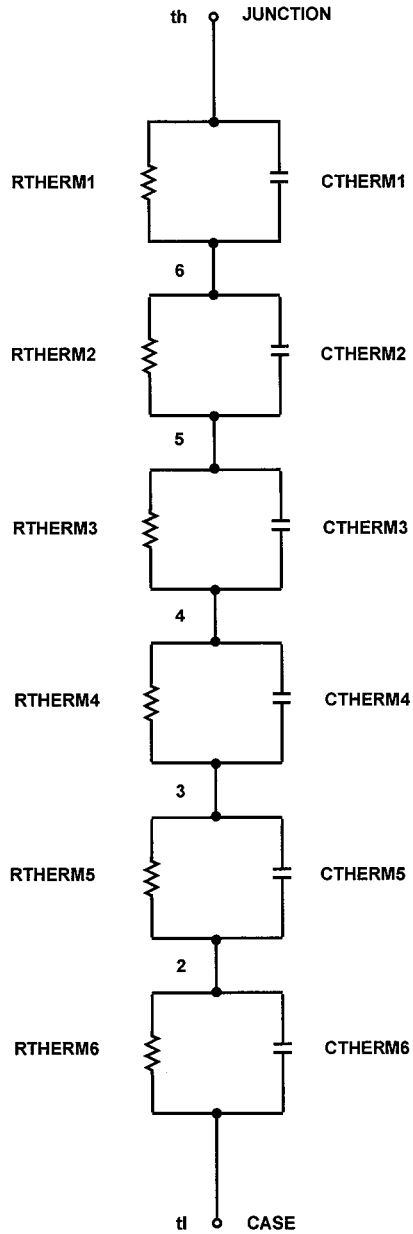 th JUNCTION
RTHERM1 CTHERM1
6
RTHERM2 CTHERM2
5
RTHERM3 CTHERM3
4
RTHERM4 CTHERM4
3
RTHERM5 CTHERM5
2
RTHERM6 CTHERM6
tl CASE